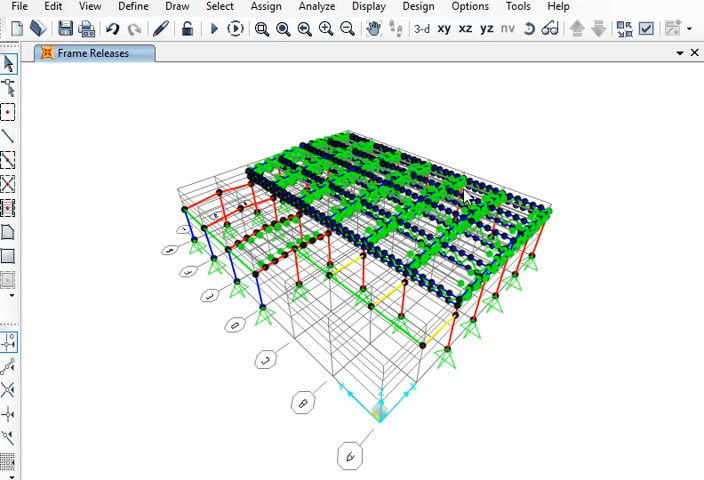 File Edit View Define Draw Select Assign Analyze Display Design Options Tools Help
3-d xy xz yz nv
Frame Releases
Z
Y X
B
A